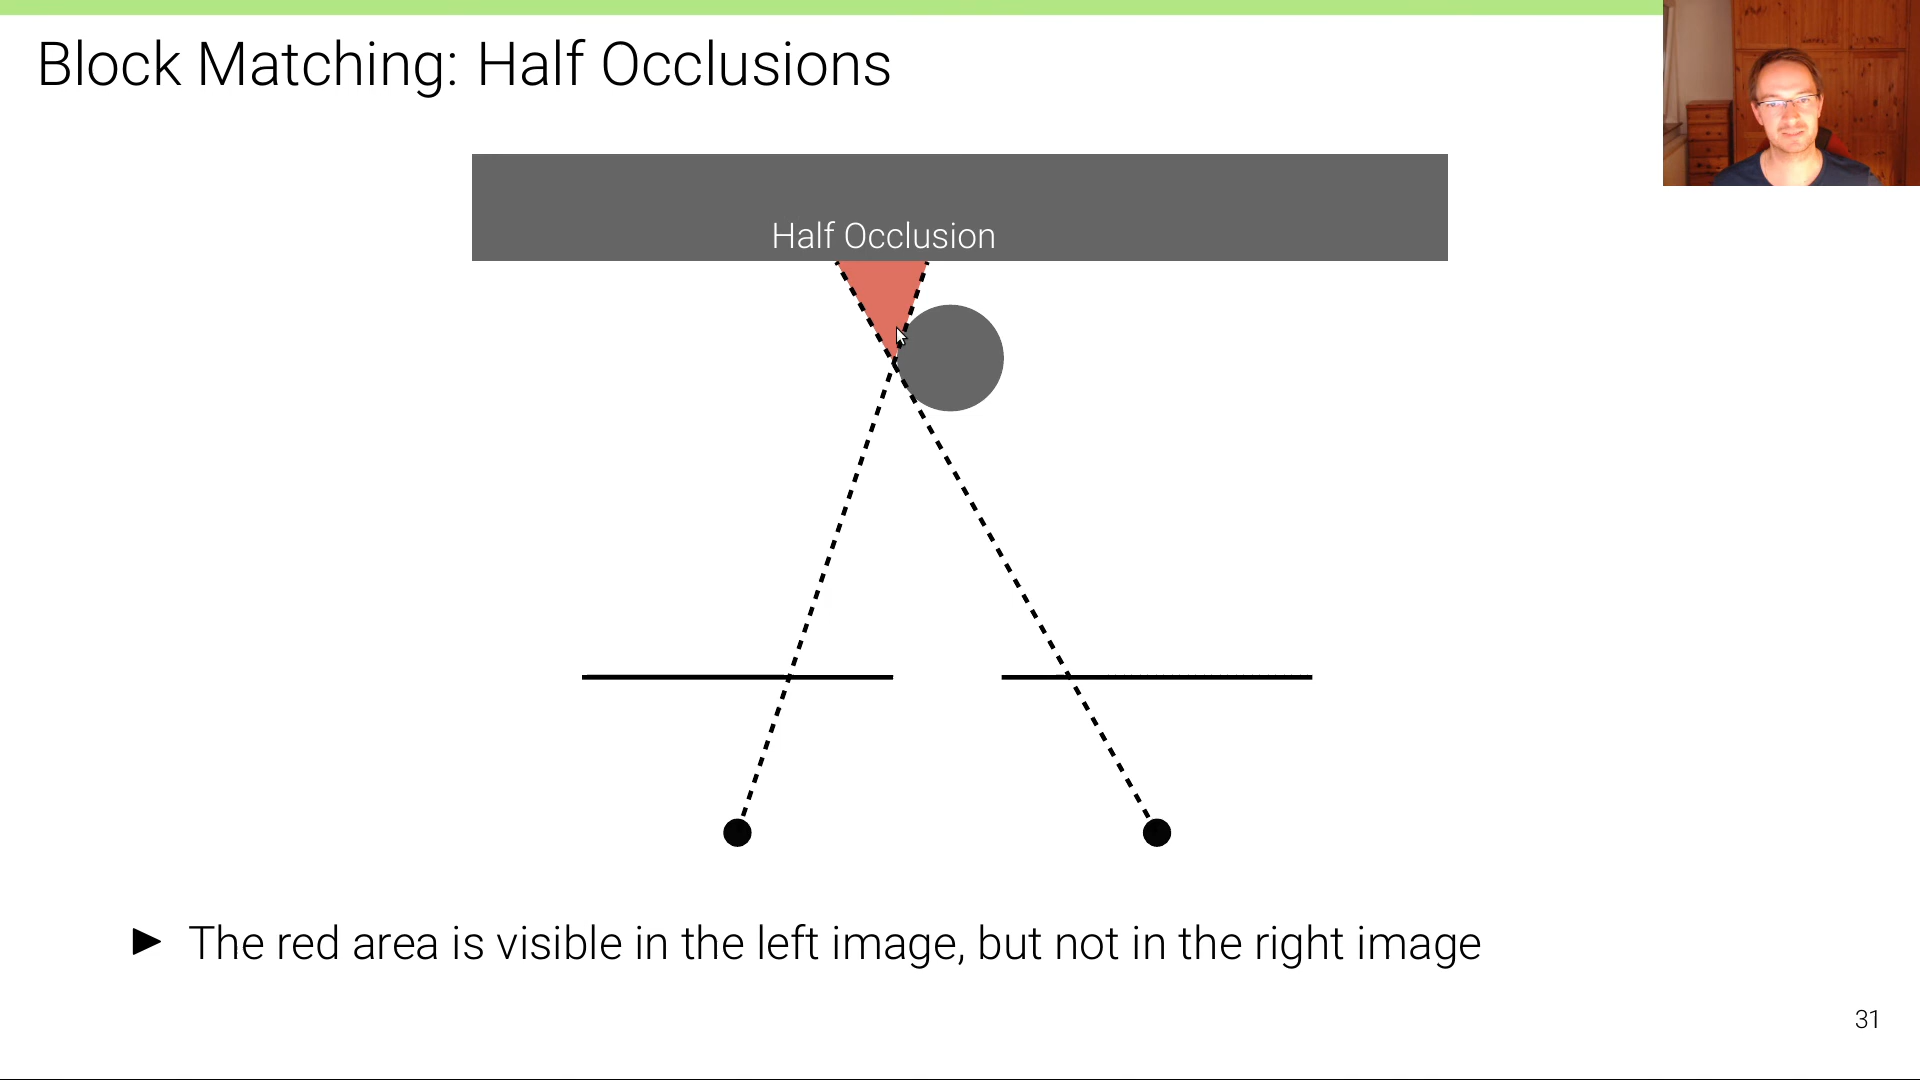 Block Matching: Half Occlusions
Half Occlusion
The red area is visible in the left image, but not in the right image
31